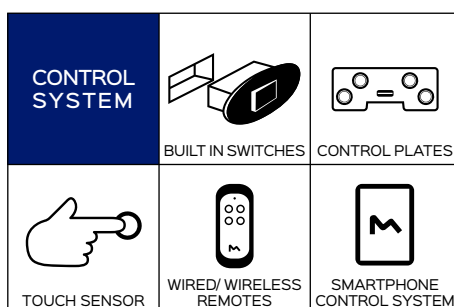 CONTROL
SYSTEM
BUILT IN SWITCHES
CONTROL PLATES
TOUCH SENSOR
WIRED/ WIRELESS
REMOTES
SMARTPHONE
CONTROL SYSTEM